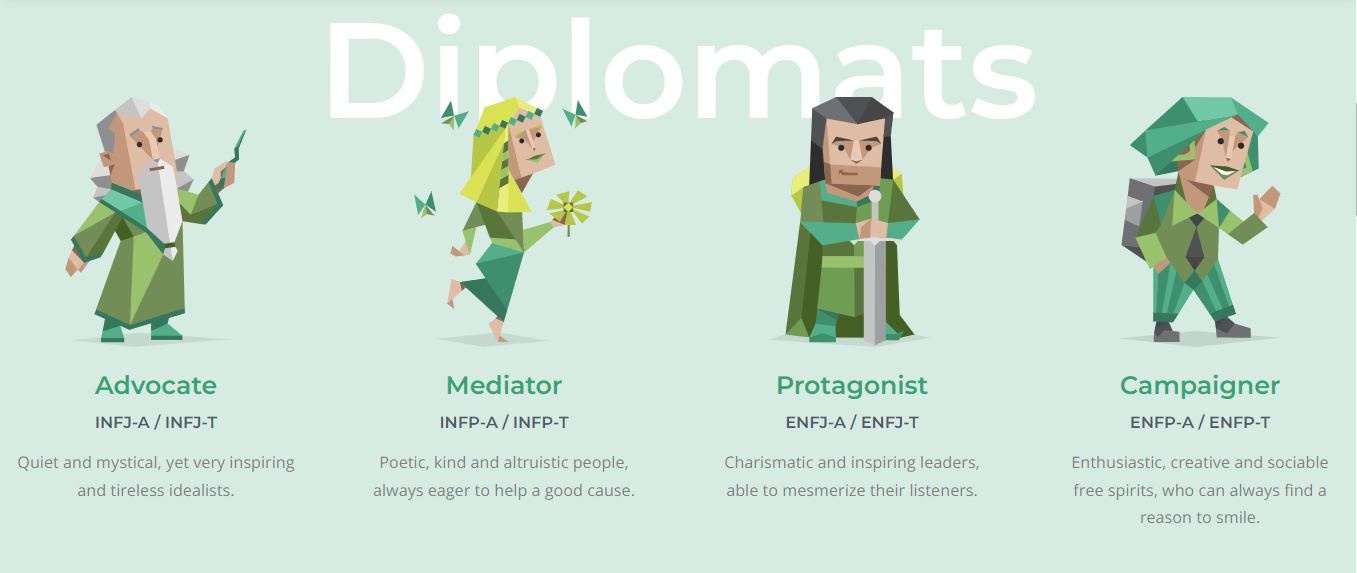 Diplomats
Advocate
INFJ-A / INFJ-T
Quiet and mystical, yet very inspiring
and tireless idealists.
Mediator
INFP-A / INFP-T
Poetic, kind and altruistic people,
always eager to help a good cause.
Protagonist
ENFJ-A / ENFJ-T
Charismatic and inspiring leaders,
able to mesmerize their listeners.
Campaigner
ENFP-A / ENFP-T
Enthusiastic, creative and sociable
free spirits, who can always find a
reason to smile.